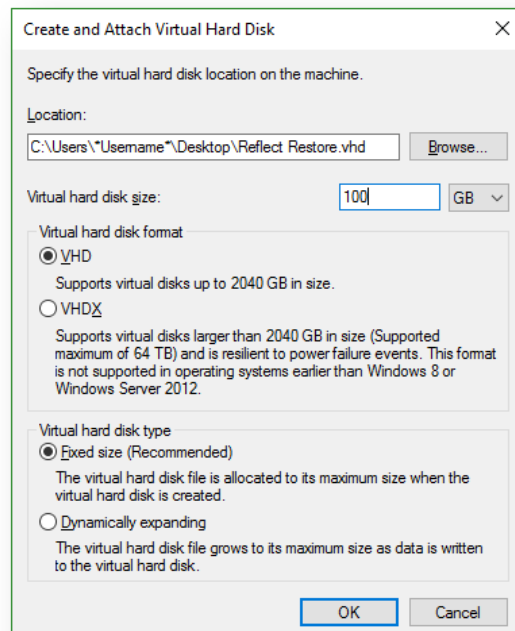 Create and Attach Virtual Hard Disk
Specify the virtual hard disk location on the machine.
Location:
C:\Users\*Username*\Desktop\Reflect Restore.vhd
Browse...
Virtual hard disk size:
100
GB
Virtual hard disk format
VHD
Supports virtual disks up to 2040 GB in size.
VHDX
Supports virtual disks larger than 2040 GB in size (Supported
maximum of 64 TB) and is resilient to power failure events. This format
is not supported in operating systems earlier than Windows 8 or
Windows Server 2012.
Virtual hard disk type
Fixed size (Recommended)
The virtual hard disk file is allocated to its maximum size when the
virtual hard disk is created.
Dynamically expanding
The virtual hard disk file grows to its maximum size as data is written
to the virtual hard disk.
OK
Cancel